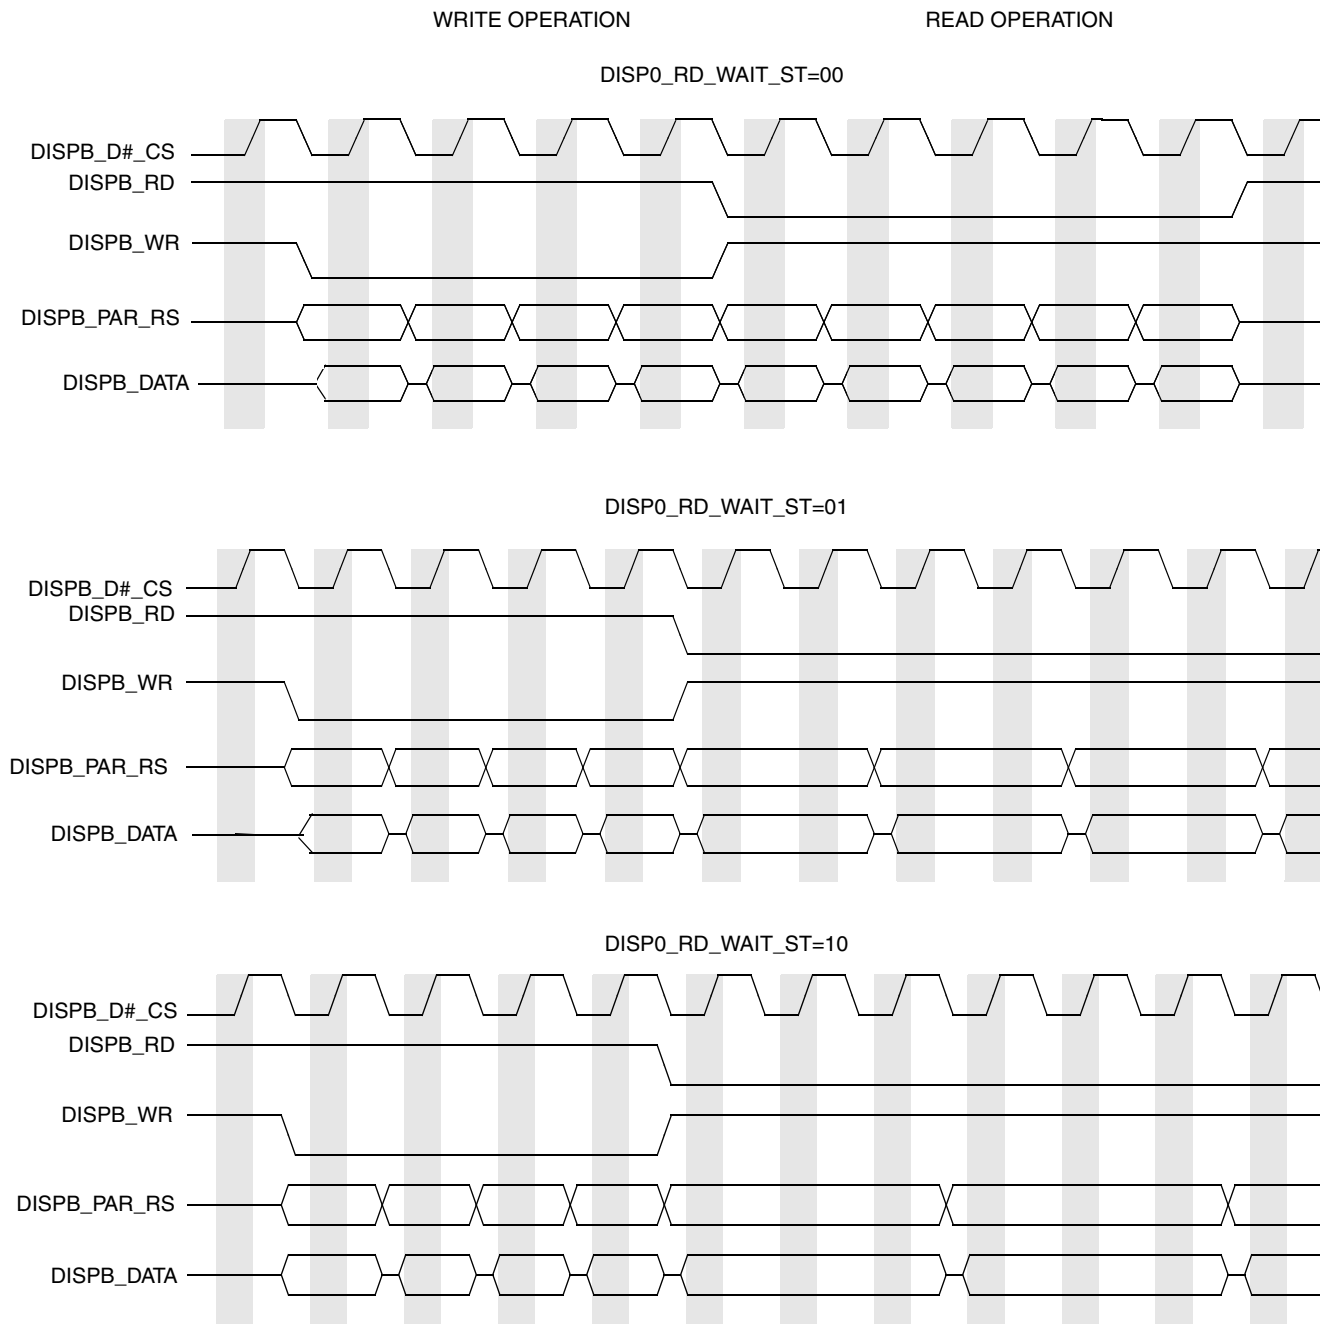 WRITE OPERATION
READ OPERATION
DISP0_RD_WAIT_ST=00
DISPB_D#_CS
DISPB_RD
DISPB_WR
DISPB_PAR_RS
DISPB_DATA
DISP0_RD_WAIT_ST=01
DISPB_D#_CS
DISPB_RD
DISPB_WR
DISPB_PAR_RS
DISPB_DATA
DISP0_RD_WAIT_ST=10
DISPB_D#_CS
DISPB_RD
DISPB_WR
DISPB_PAR_RS
DISPB_DATA